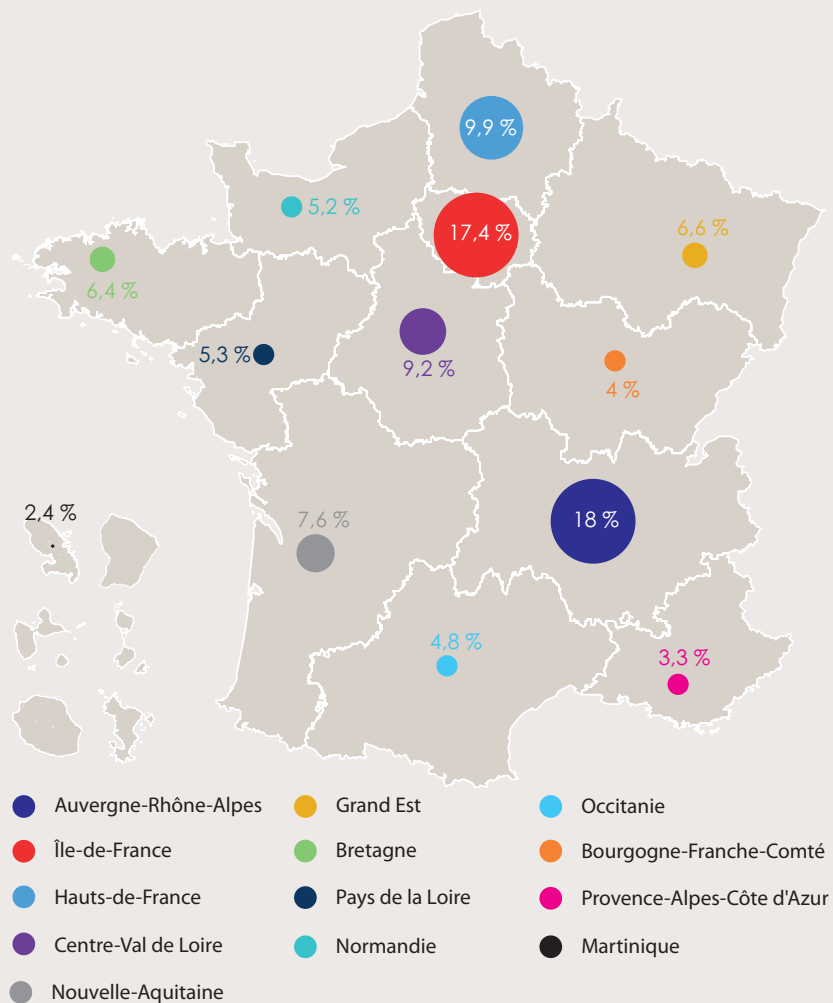 9,9 %
5,2 %
17,4 %
6,6 %
6,4 %
5,3 %
9,2 %
4 %
2,4 %
7,6 %
18 %
4,8 %
3,3 %
Auvergne-Rhône-Alpes
Île-de-France
Hauts-de-France
Centre-Val de Loire
Nouvelle-Aquitaine
Grand Est
Bretagne
Pays de la Loire
Normandie
Occitanie
Bourgogne-Franche-Comté
Provence-Alpes-Côte d'Azur
Martinique